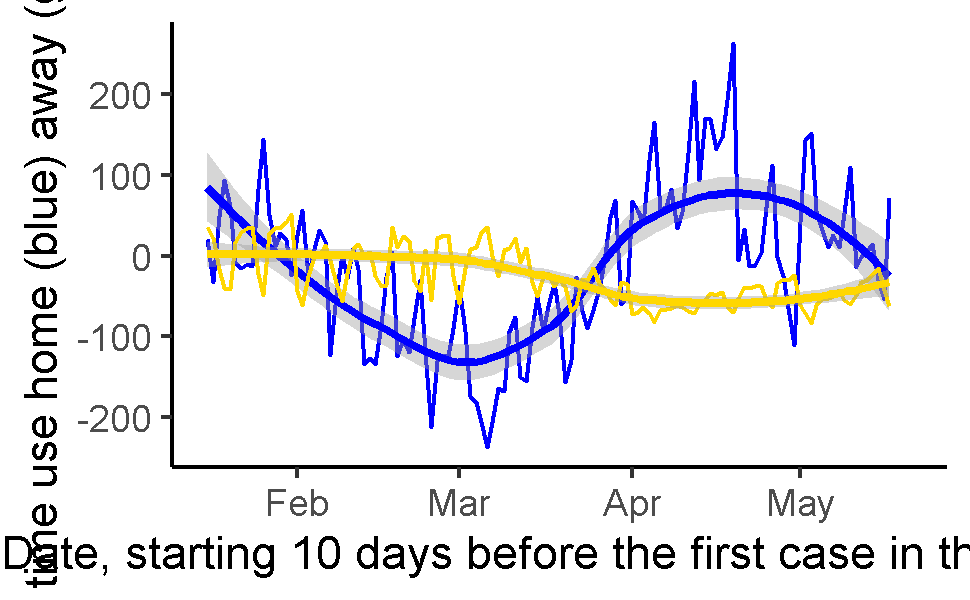 time use home (blue) away (
200
100
0
-100
-200
Feb Mar Apr May
Date, starting 10 days before the first case in th